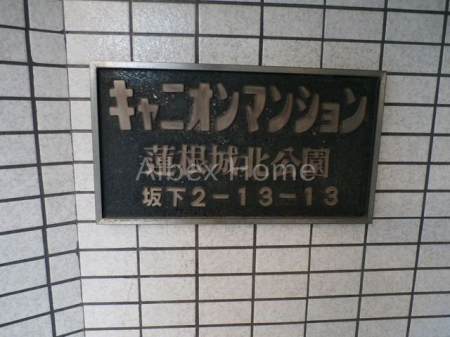 キャニオンマンション
蓮根城北公園
Albex Home
坂下2-13-13